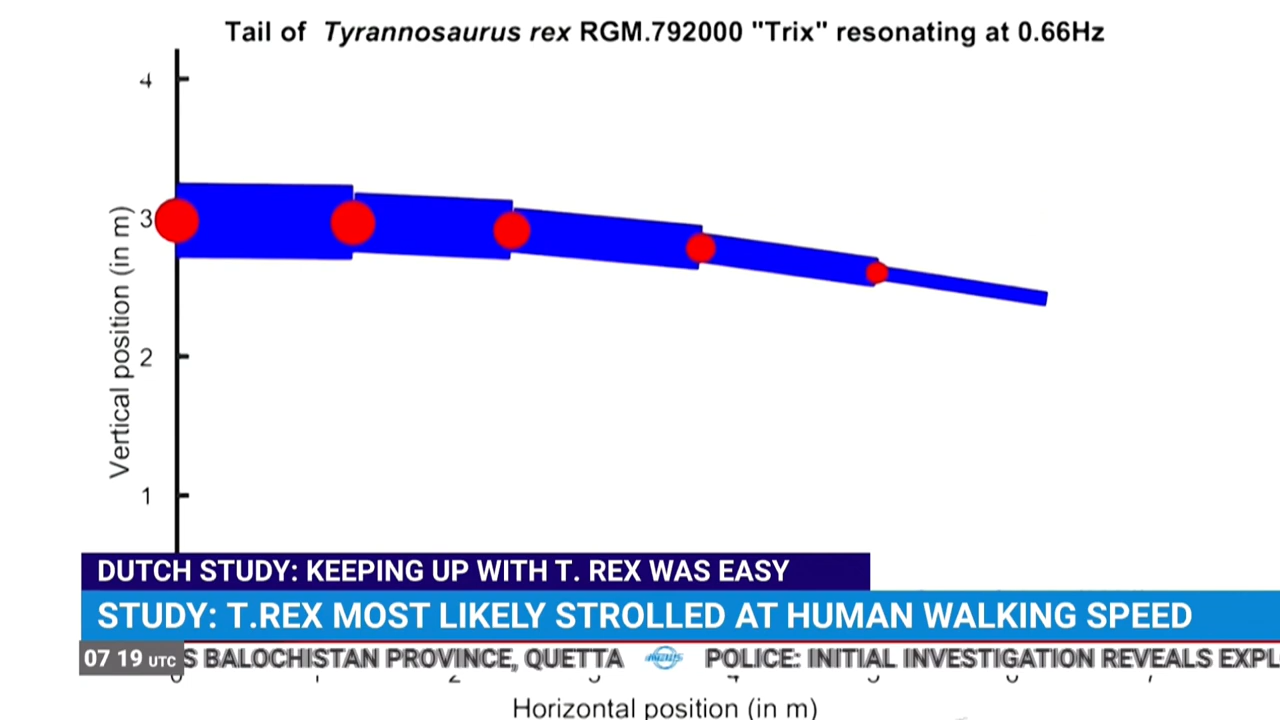 Tail of Tyrannosaurus rex RGM.792000 "Trix" resonating at 0.66Hz
4
3
2
1
Vertical position (in m)
DUTCH STUDY: KEEPING UP WITH T. REX WAS EASY
STUDY: T.REX MOST LIKELY STROLLED AT HUMAN WALKING SPEED
07 19 UTC
S BALOCHISTAN PROVINCE, QUETTA NEWS POLICE: INITIAL INVESTIGATION REVEALS EXPL
Horizontal position (in m)